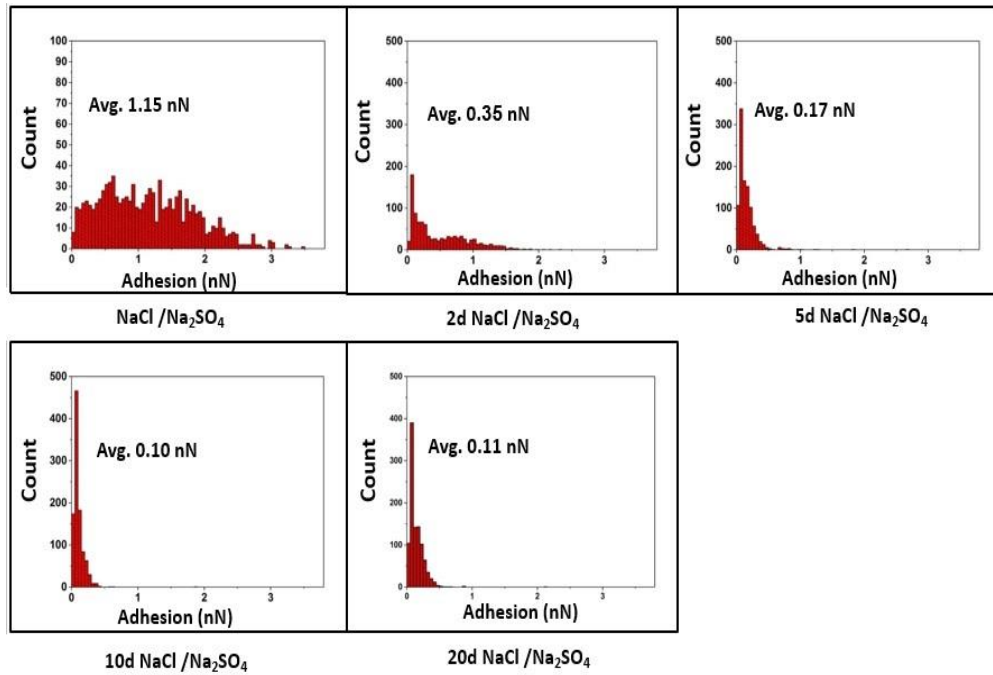 100
90
80
70
60
50
40
30
20
10
0
Count
Avg. 1.15 nN
0 1 2 3
Adhesion (nN)
NaCl /Na₂SO₄
500
400
300
200
100
0
Count
Avg. 0.35 nN
0 1 2 3
Adhesion (nN)
2d NaCl /Na₂SO₄
500
400
300
200
100
0
Count
Avg. 0.17 nN
0 1 2 3
Adhesion (nN)
5d NaCl /Na₂SO₄
500
400
300
200
100
0
Count
Avg. 0.10 nN
0 1 2 3
Adhesion (nN)
10d NaCl /Na₂SO₄
500
400
300
200
100
0
Count
Avg. 0.11 nN
0 1 2 3
Adhesion (nN)
20d NaCl /Na₂SO₄